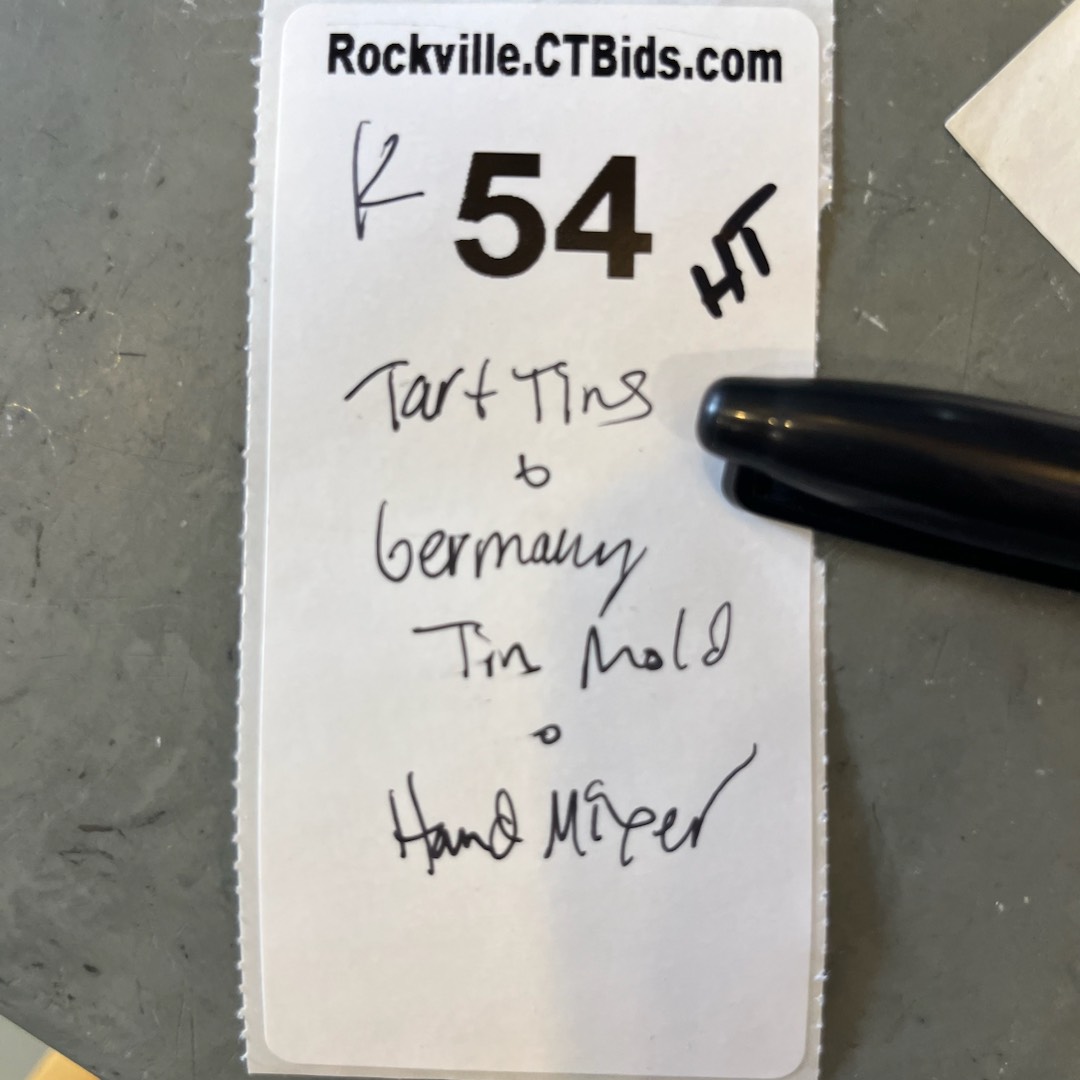 Rockville.CTBids.com
K 54 HT
Tart Tins
Germany
Tin Mold
Hand Mixer